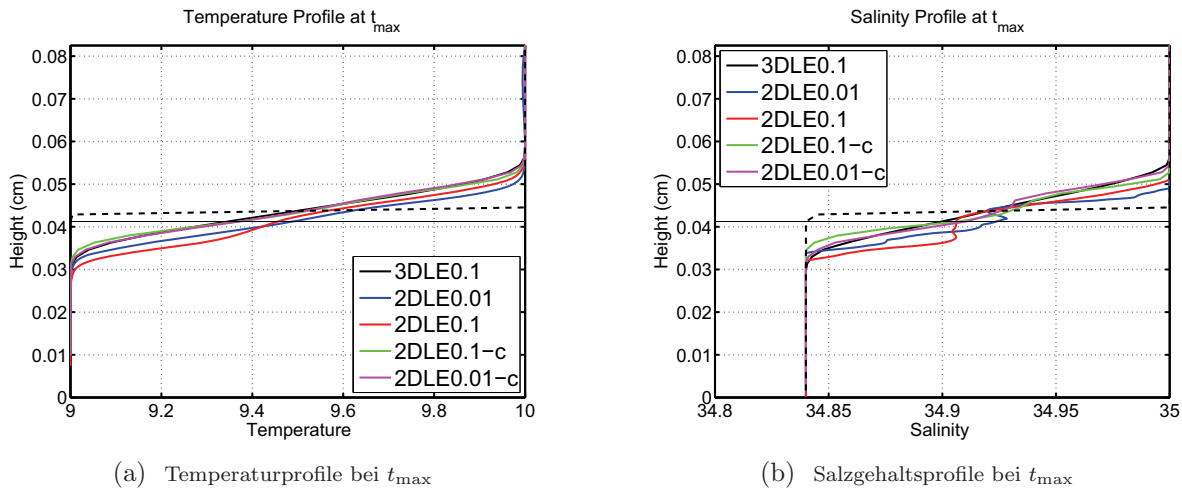 Temperature Profile at t_max
0.08
0.07
0.06
0.05
0.04
0.03
0.02
0.01
0
Height (cm)
3DLE0.1
2DLE0.01
2DLE0.1
2DLE0.1−c
2DLE0.01−c
9 9.2 9.4 9.6 9.8 10
Temperature
(a) Temperaturprofile bei t_max
Salinity Profile at t_max
0.08
0.07
0.06
0.05
0.04
0.03
0.02
0.01
0
Height (cm)
3DLE0.1
2DLE0.01
2DLE0.1
2DLE0.1−c
2DLE0.01−c
34.8 34.85 34.9 34.95 35
Salinity
(b) Salzgehaltsprofile bei t_max